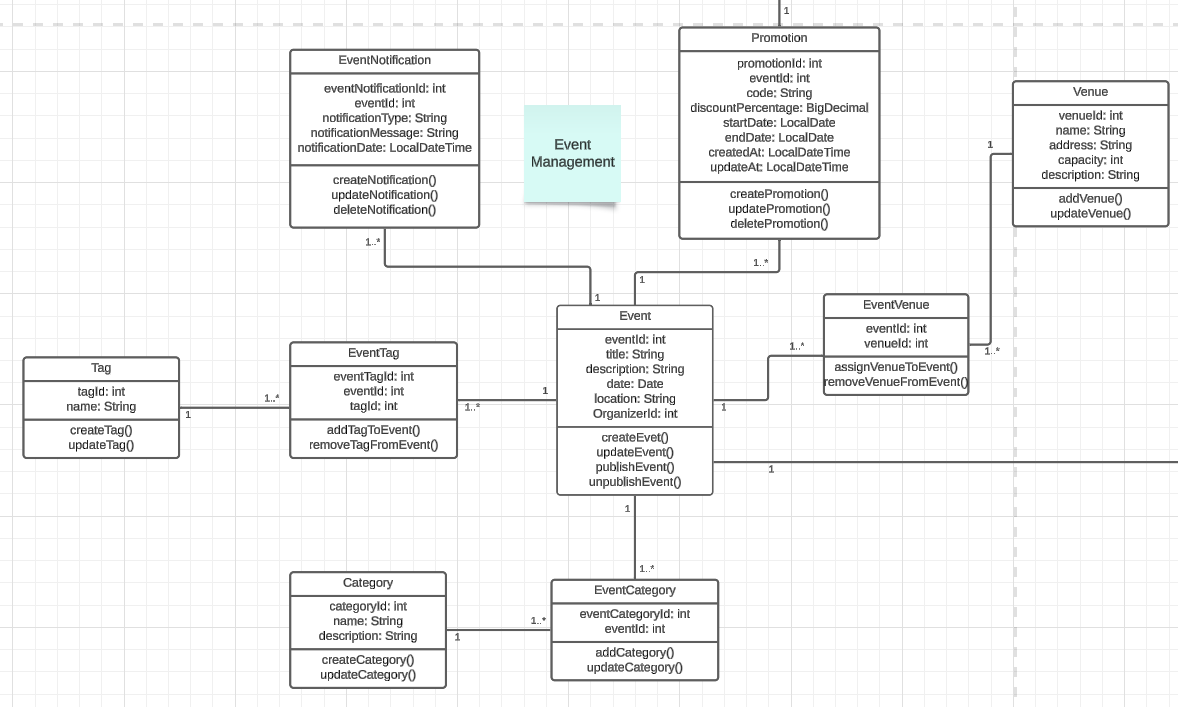 1
Promotion
promotionId: int
eventId: int
code: String
discountPercentage: BigDecimal
startDate: LocalDate
endDate: LocalDate
createdAt: LocalDateTime
updateAt: LocalDateTime
createPromotion()
updatePromotion()
deletePromotion()
1..*
1
EventNotification
eventNotificationId: int
eventId: int
notificationType: String
notificationMessage: String
notificationDate: LocalDateTime
createNotification()
updateNotification()
deleteNotification()
1..*
1
Event
Management
Venue
venueId: int
name: String
address: String
capacity: int
description: String
addVenue()
updateVenue()
1
1..*
EventVenue
eventId: int
venueId: int
assignVenueToEvent()
removeVenueFromEvent()
1..*
1
Event
eventId: int
title: String
description: String
date: Date
location: String
OrganizerId: int
createEvet()
updateEvent()
publishEvent()
unpublishEvent()
1
1
1..*
1
EventTag
eventTagId: int
eventId: int
tagId: int
addTagToEvent()
removeTagFromEvent()
1..*
1
Tag
tagId: int
name: String
createTag()
updateTag()
1..*
EventCategory
eventCategoryId: int
eventId: int
addCategory()
updateCategory()
1..*
1
Category
categoryId: int
name: String
description: String
createCategory()
updateCategory()